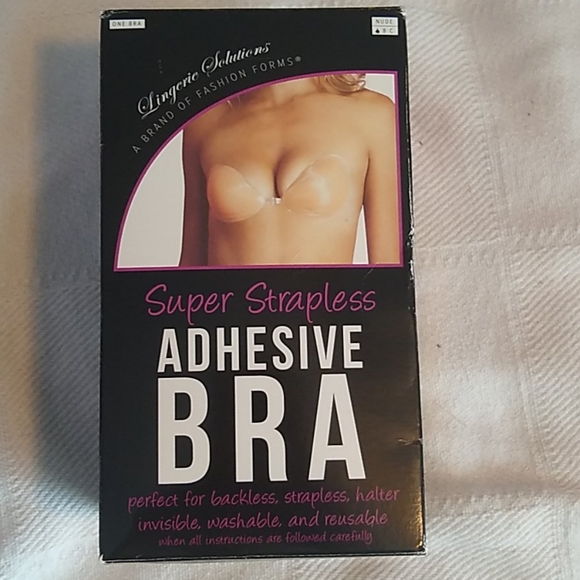 ONE BRA
NUDE
B C
Lingerie Solutions™
A BRAND OF FASHION FORMS®
Super Strapless
ADHESIVE
BRA
perfect for backless, strapless, halter
invisible, washable, and reusable
when all instructions are followed carefully